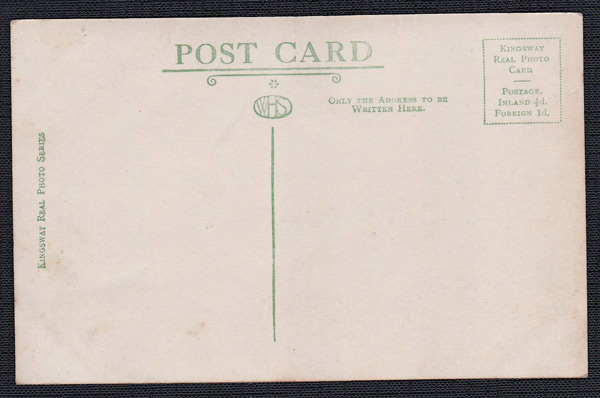 POST CARD
WHS
ONLY THE ADDRESS TO BE
WRITTEN HERE.
KINGSWAY
REAL PHOTO
CARD
POSTAGE,
INLAND ½d.
FOREIGN 1d.
KINGSWAY REAL PHOTO SERIES